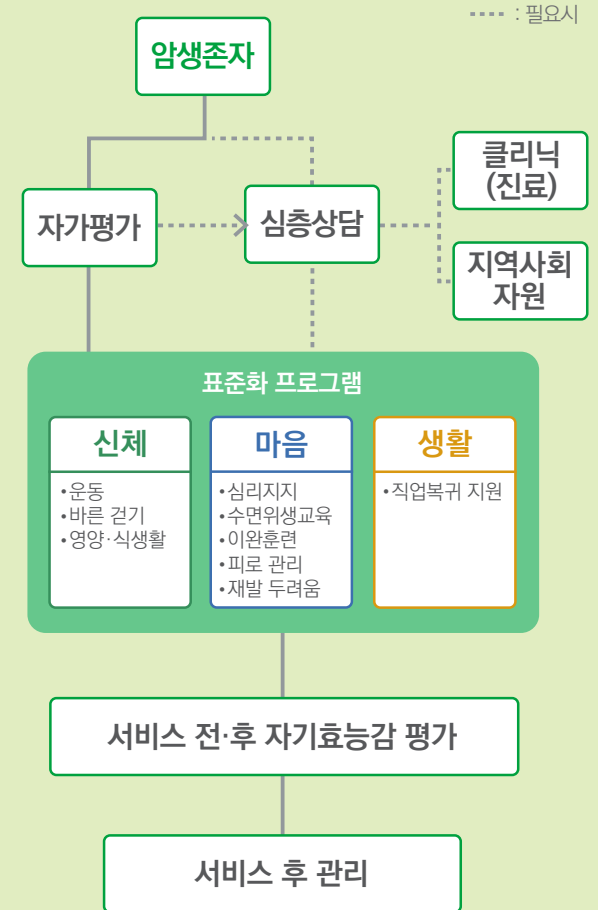 ···· : 필요시
암생존자
클리닉
(진료)
자가평가
심층상담
지역사회
자원
표준화 프로그램
신체
•운동
•바른 걷기
•영양·식생활
마음
•심리지지
•수면위생교육
•이완훈련
•피로 관리
•재발 두려움
생활
•직업복귀 지원
서비스 전·후 자기효능감 평가
서비스 후 관리